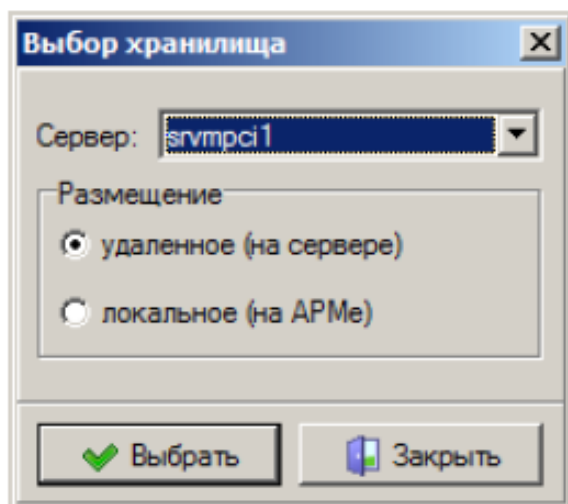 Выбор хранилища
Сервер: srvmpci1
Размещение
удаленное (на сервере)
локальное (на АРМе)
Выбрать Закрыть